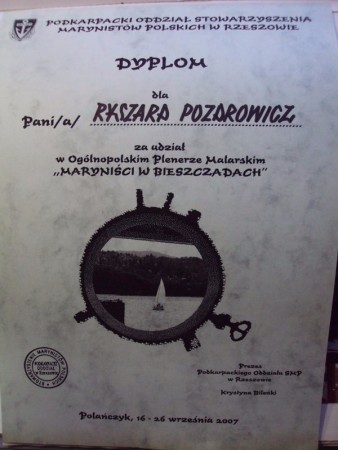 PODKARPACKI ODDZIAŁ STOWARZYSZENIA
MARYNISTÓW POLSKICH W RZESZOWIE
DYPLOM
dla
Pani/a/ RYSZARD POZDROWICZ
za udział
w Ogólnopolskim Plenerze Malarskim
„MARYNIŚCI W BIESZCZADACH"
Prezes
Podkarpackiego Oddziału SMP
w Rzeszowie
Krystyna
Polańczyk, 16 - 26 września 2007